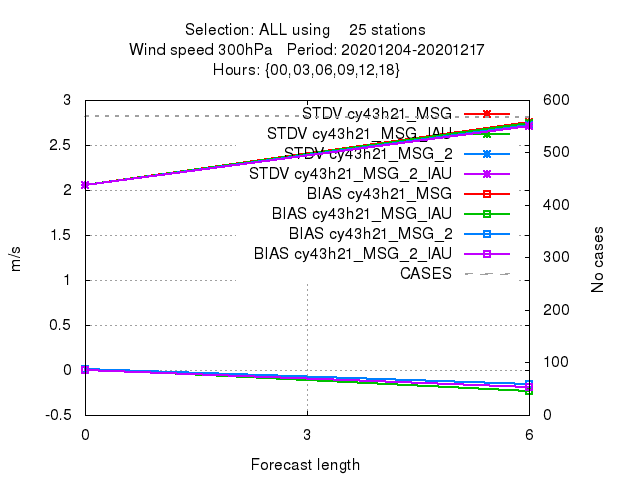 Selection: ALL using 25 stations
Wind speed 300hPa Period: 20201204-20201217
Hours: {00,03,06,09,12,18}
3
2.5
2
1.5
1
0.5
0
-0.5
m/s
STDV cy43h21_MSG
STDV cy43h21_MSG_IAU
STDV cy43h21_MSG_2
STDV cy43h21_MSG_2_IAU
BIAS cy43h21_MSG
BIAS cy43h21_MSG_IAU
BIAS cy43h21_MSG_2
BIAS cy43h21_MSG_2_IAU
CASES
600
500
400
300
200
100
0
No cases
0 3 6
Forecast length